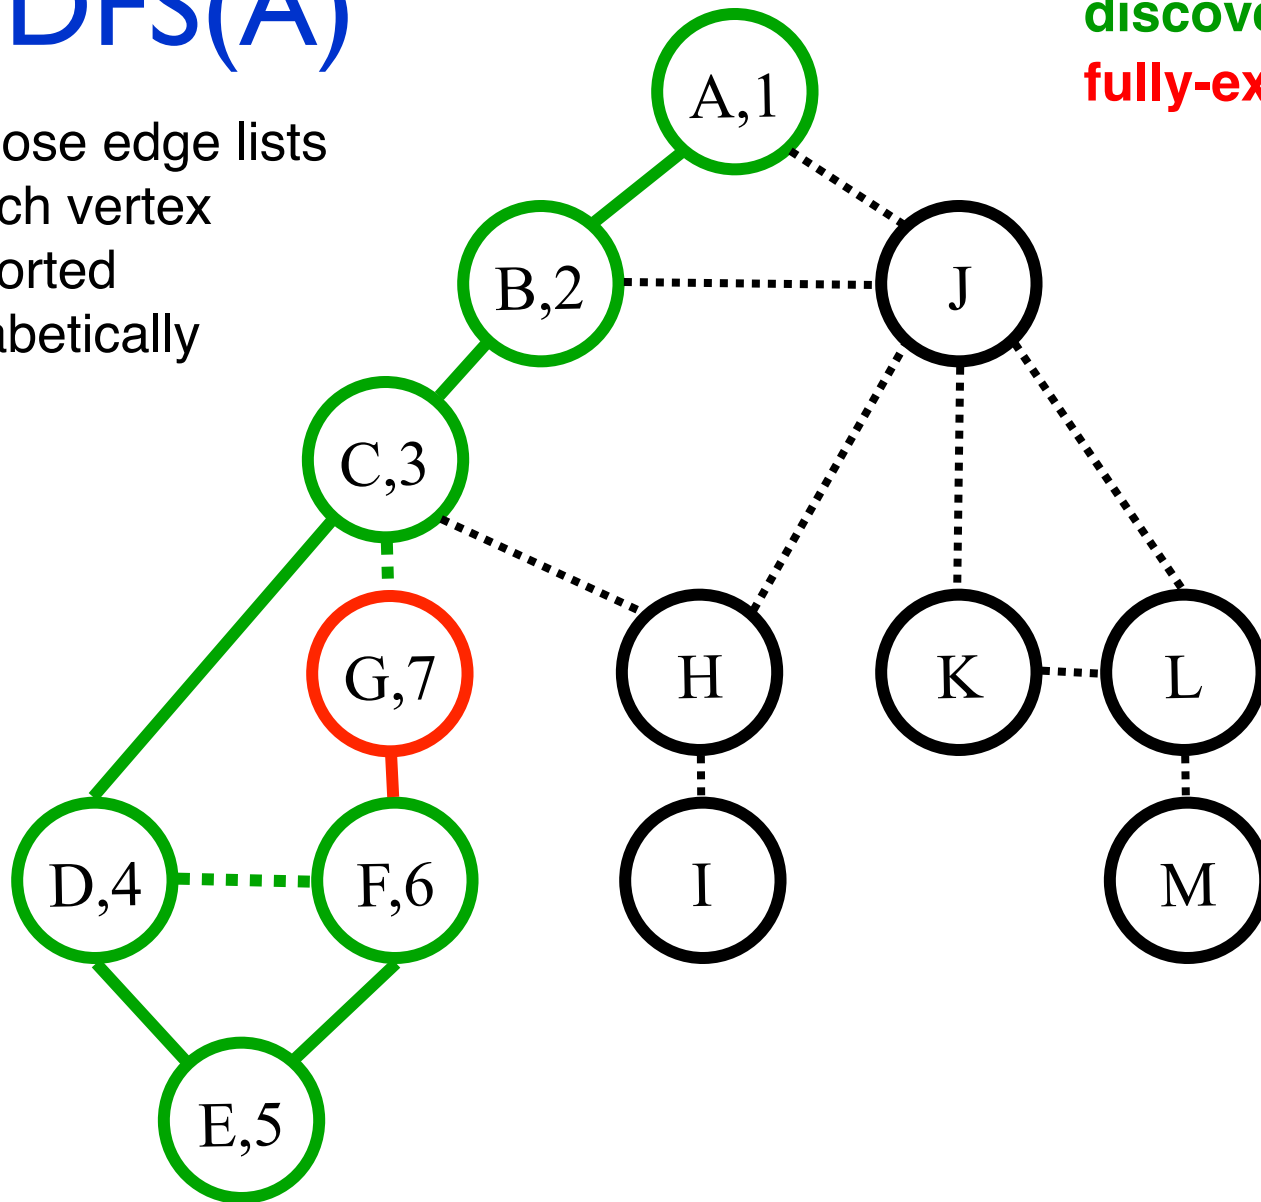 DFS(A)
discove
fully-ex
ose edge lists
ch vertex
orted
abetically
A,1
B,2
J
C,3
G,7
H
K
L
D,4
F,6
I
M
E,5